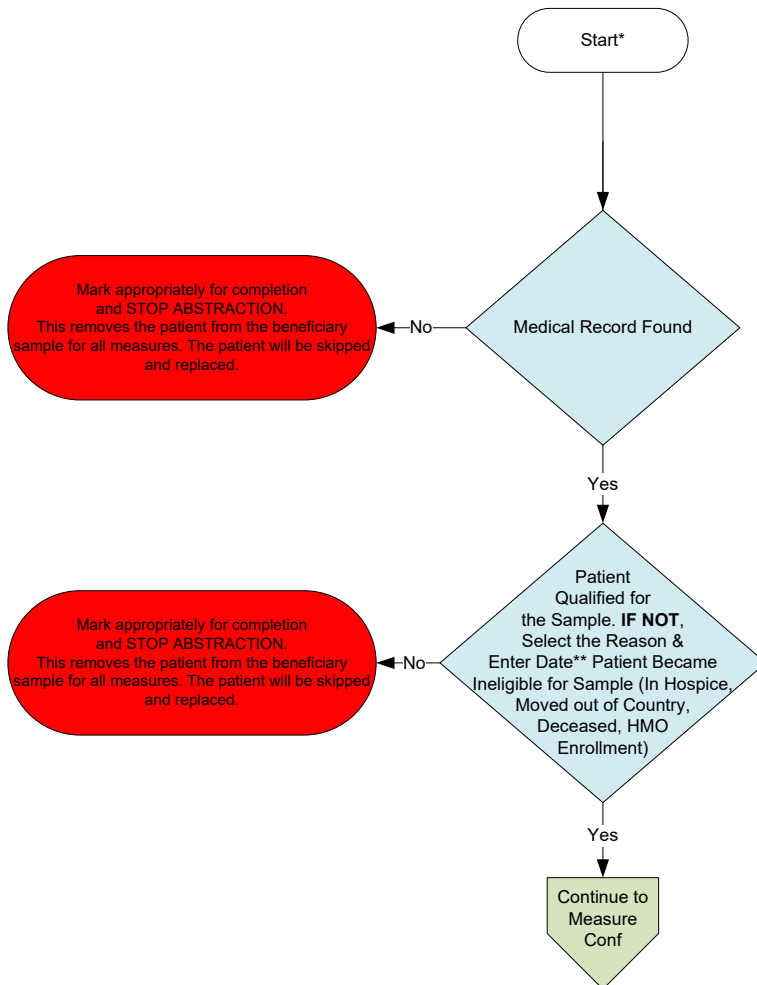 Start*
Medical Record Found
No
Mark appropriately for completion
and STOP ABSTRACTION.
This removes the patient from the beneficiary
sample for all measures. The patient will be skipped
and replaced.
Yes
Patient
Qualified for
the Sample. IF NOT,
Select the Reason &
Enter Date** Patient Became
Ineligible for Sample (In Hospice,
Moved out of Country,
Deceased, HMO
Enrollment)
No
Mark appropriately for completion
and STOP ABSTRACTION.
This removes the patient from the beneficiary
sample for all measures. The patient will be skipped
and replaced.
Yes
Continue to
Measure
Conf